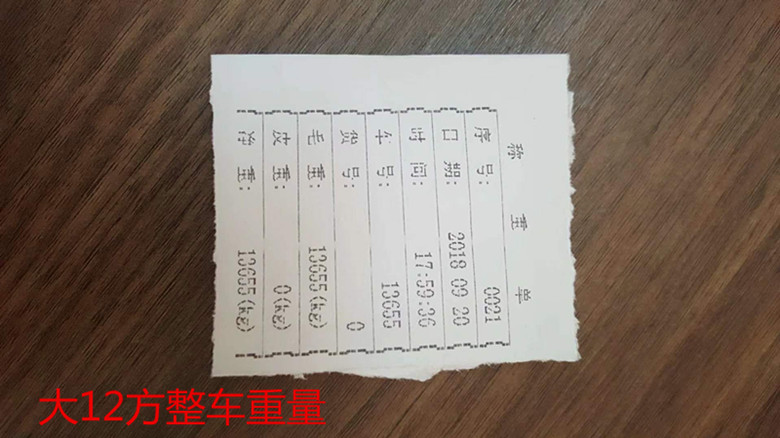 称重单
序号: 0021
日期: 2018 09 20
时间: 17:59:36
车号: 13655
货号: 0
毛重: 13655(kg)
皮重: 0(kg)
净重: 13655(kg)
大12方整车重量